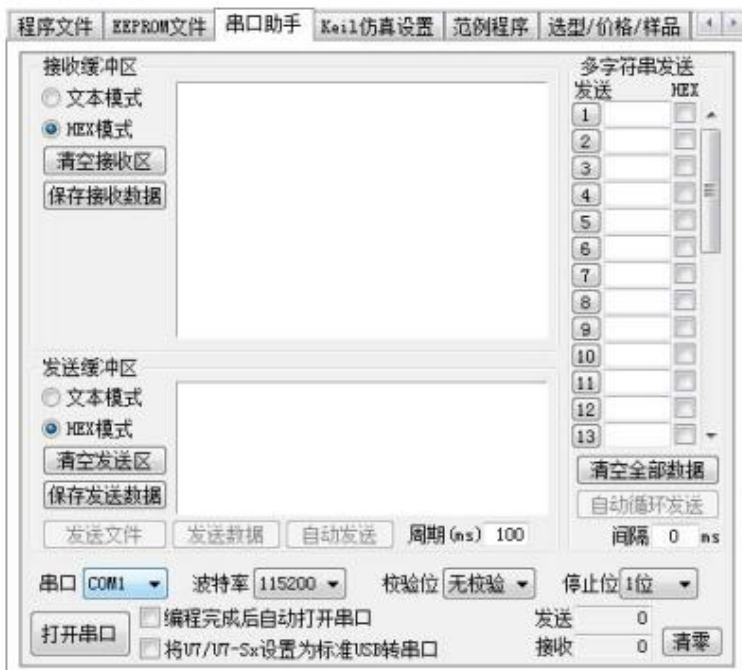 程序文件 EEPROM文件 串口助手 Keil仿真设置 范例程序 选型/价格/样品
接收缓冲区
文本模式
HEX模式
清空接收区
保存接收数据
发送缓冲区
文本模式
HEX模式
清空发送区
保存发送数据
发送文件 发送数据 自动发送 周期(ms) 100
多字符串发送
发送 HEX
1
2
3
4
5
6
7
8
9
10
11
12
13
清空全部数据
自动循环发送
间隔 0 ms
串口 COM1 波特率 115200 校验位 无校验 停止位 1位
打开串口
编程完成后自动打开串口
将U7/U7-Sx设置为标准USB转串口
发送 0
接收 0
清零